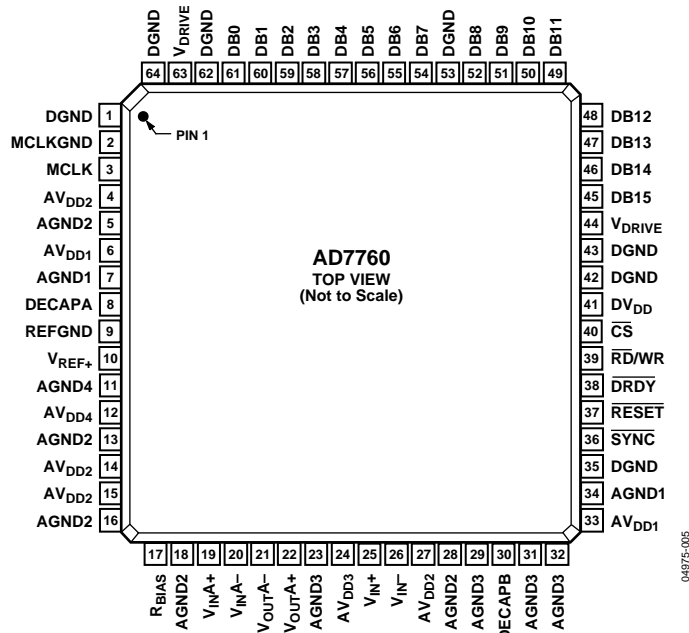 DGND
VDRIVE
DGND
DB0
DB1
DB2
DB3
DB4
DB5
DB6
DB7
DGND
DB8
DB9
DB10
DB11
64 63 62 61 60 59 58 57 56 55 54 53 52 51 50 49
DGND 1
MCLKGND 2
MCLK 3
AVDD2 4
AGND2 5
AVDD1 6
AGND1 7
DECAPA 8
REFGND 9
VREF+ 10
AGND4 11
AVDD4 12
AGND2 13
AVDD2 14
AVDD2 15
AGND2 16
PIN 1
AD7760
TOP VIEW
(Not to Scale)
48 DB12
47 DB13
46 DB14
45 DB15
44 VDRIVE
43 DGND
42 DGND
41 DVDD
40 CS
39 RD/WR
38 DRDY
37 RESET
36 SYNC
35 DGND
34 AGND1
33 AVDD1
17 18 19 20 21 22 23 24 25 26 27 28 29 30 31 32
RBIAS
AGND2
VINA+
VINA–
VOUTA–
VOUTA+
AGND3
AVDD3
VIN+
VIN–
AVDD2
AGND2
AGND3
DECAPB
AGND3
AGND3
04975-005